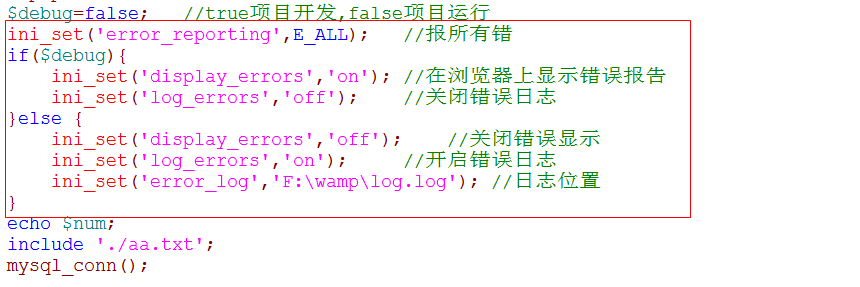 $debug=false;   //true项目开发,false项目运行
ini_set('error_reporting',E_ALL);   //报所有错
if($debug){
    ini_set('display_errors','on'); //在浏览器上显示错误报告
    ini_set('log_errors','off');    //关闭错误日志
}else {
    ini_set('display_errors','off');    //关闭错误显示
    ini_set('log_errors','on');     //开启错误日志
    ini_set('error_log','F:\wamp\log.log'); //日志位置
}
echo $num;
include './aa.txt';
mysql_conn();